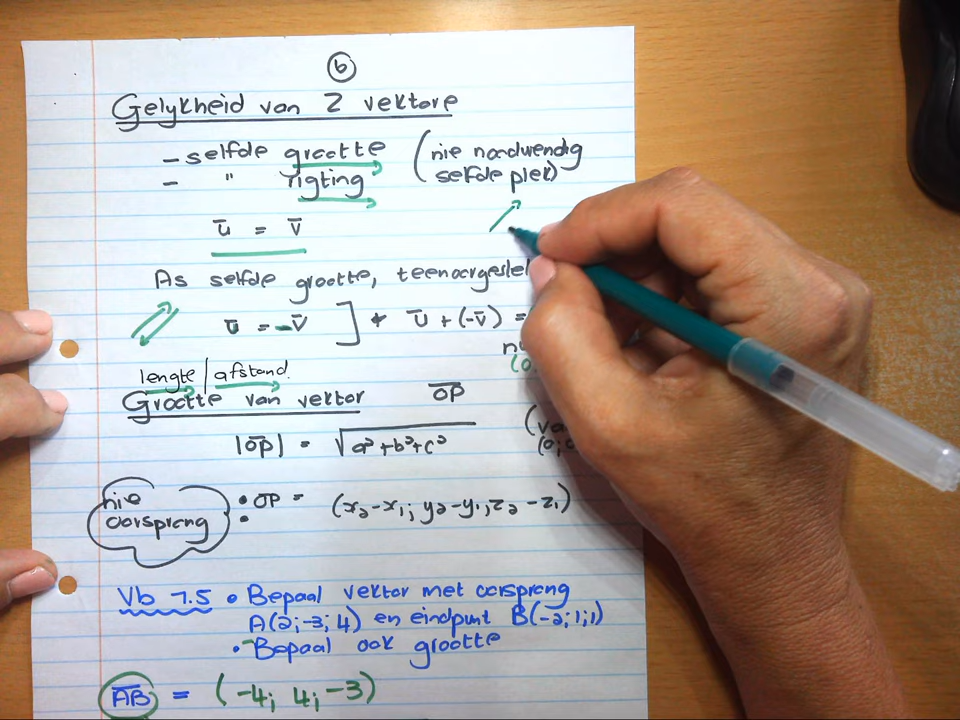 b
Gelykheid van 2 vektore
- selfde grootte (nie noodwendig
- " rigting selfde plek)
ū = v̄
As selfde grootte,
ū = -v̄ ] * ū + (-v̄) =
(0
lengte / afstand.
Grootte van vektor OP
|OP| = √a²+b²+c²
nie
oorsprong
• OP = (x₂-x₁; y₂-y₁, z₂-z₁)
•
Vb 7.5 • Bepaal vektor met oorsprong
A(2;-3;4) en eindpunt B(-2;1;1)
• Bepaal ook grootte
AB = (-4; 4; -3)